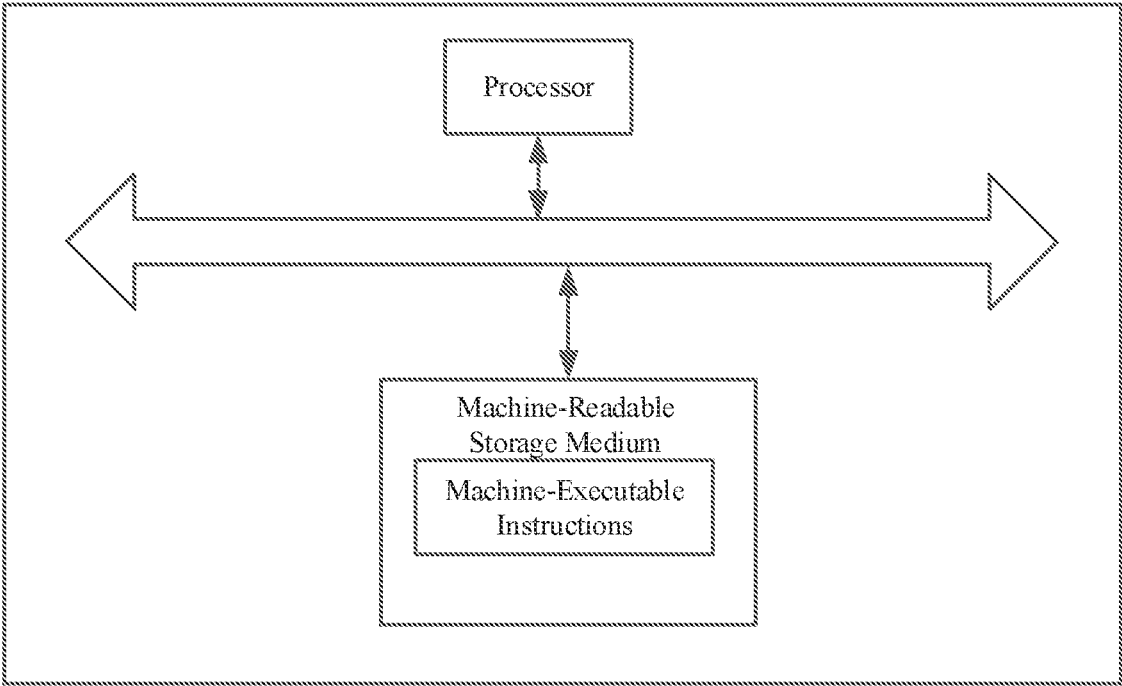 Processor
Machine-Readable
Storage Medium
Machine-Executable
Instructions